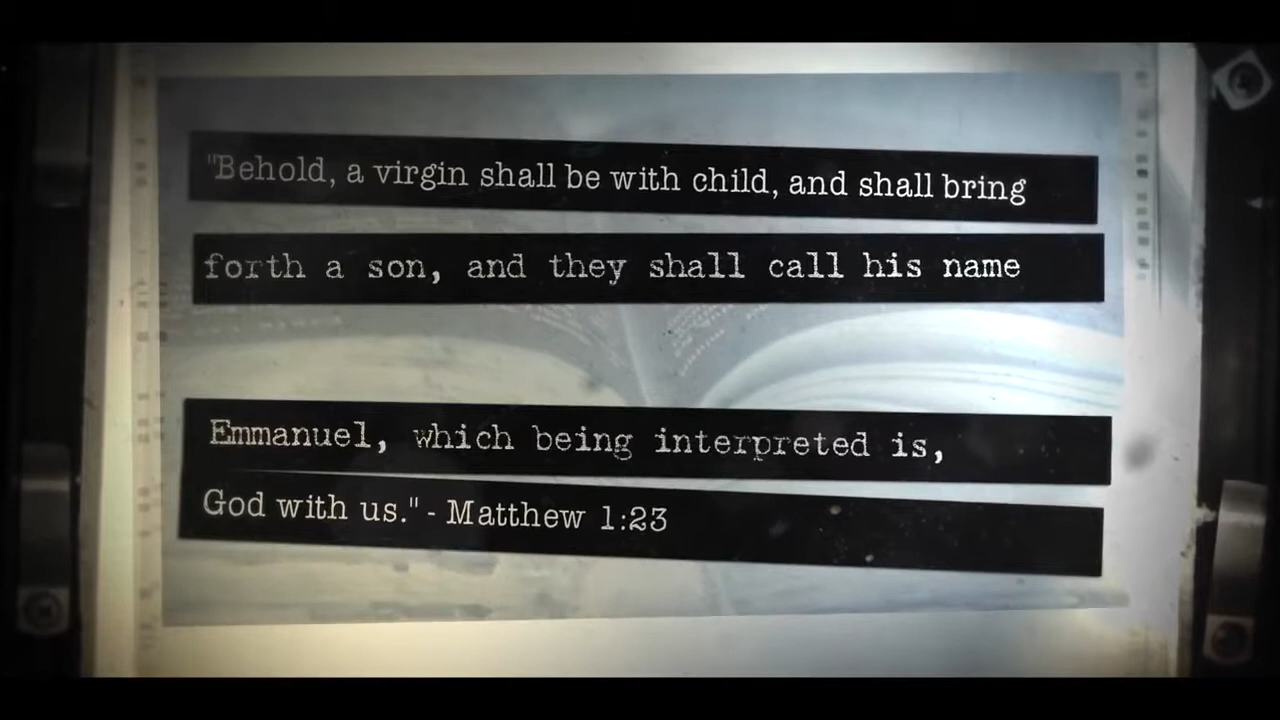 "Behold, a virgin shall be with child, and shall bring
forth a son, and they shall call his name
Emmanuel, which being interpreted is,
God with us." - Matthew 1:23